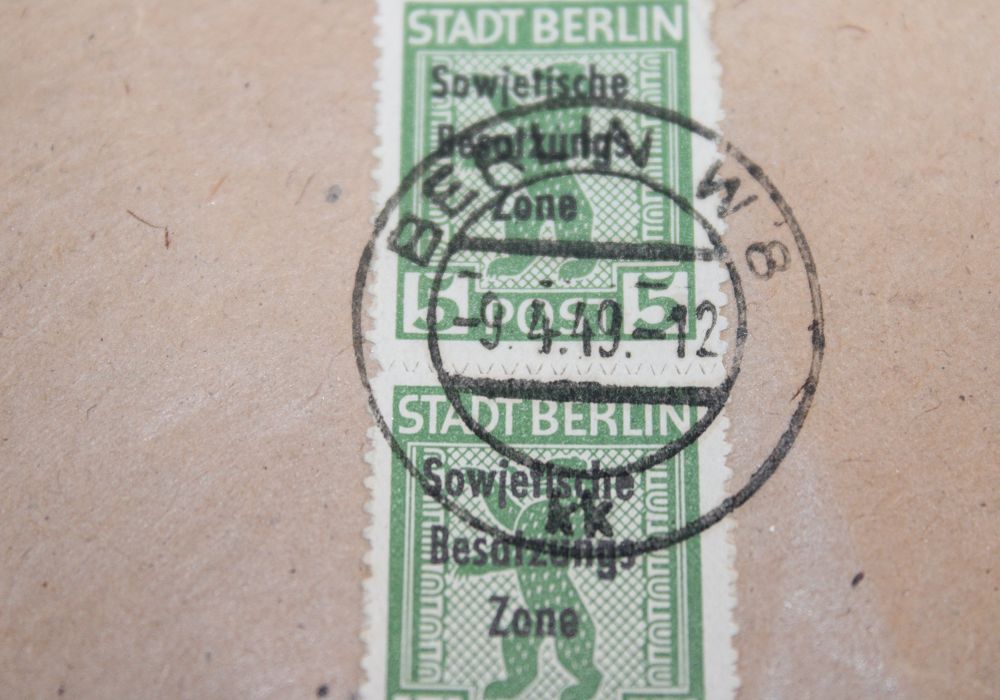 STADT BERLIN
Sowjetische
Besatzungs
Zone
BERLIN W 8
5 POST 5
-9.4.49.-12
STADT BERLIN
Sowjetische
kk
Besatzungs
Zone